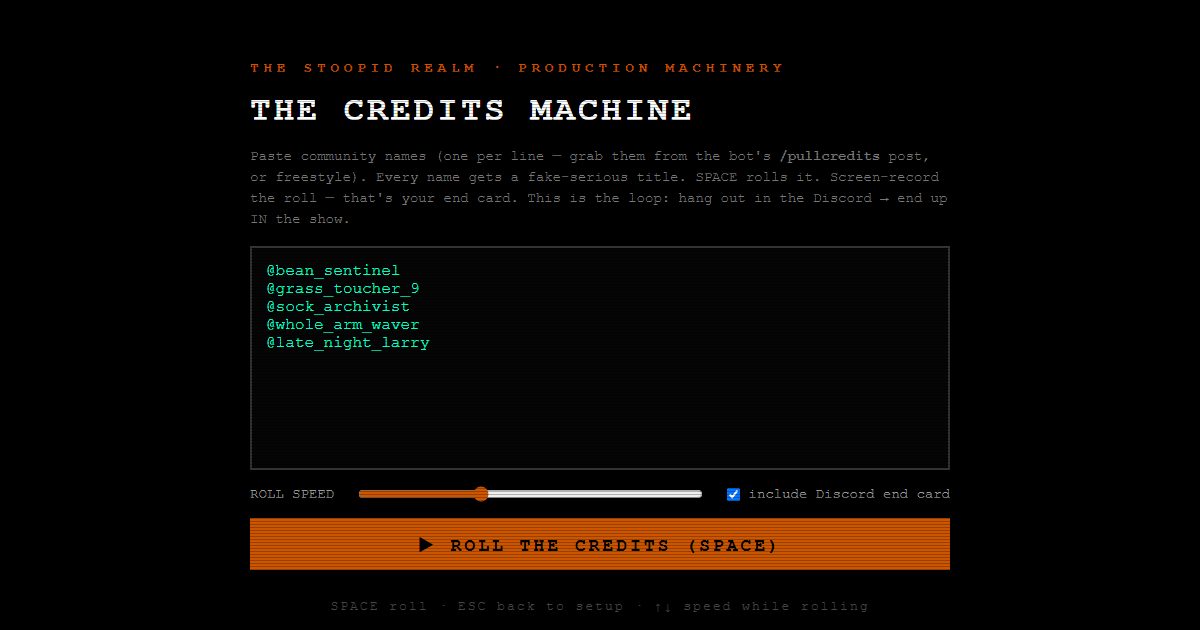 THE STOOPID REALM · PRODUCTION MACHINERY
THE CREDITS MACHINE
Paste community names (one per line — grab them from the bot's /pullcredits post,
or freestyle). Every name gets a fake-serious title. SPACE rolls it. Screen-record
the roll — that's your end card. This is the loop: hang out in the Discord → end up
IN the show.
@bean_sentinel
@grass_toucher_9
@sock_archivist
@whole_arm_waver
@late_night_larry
ROLL SPEED
include Discord end card
▶ ROLL THE CREDITS (SPACE)
SPACE roll · ESC back to setup · ↑↓ speed while rolling